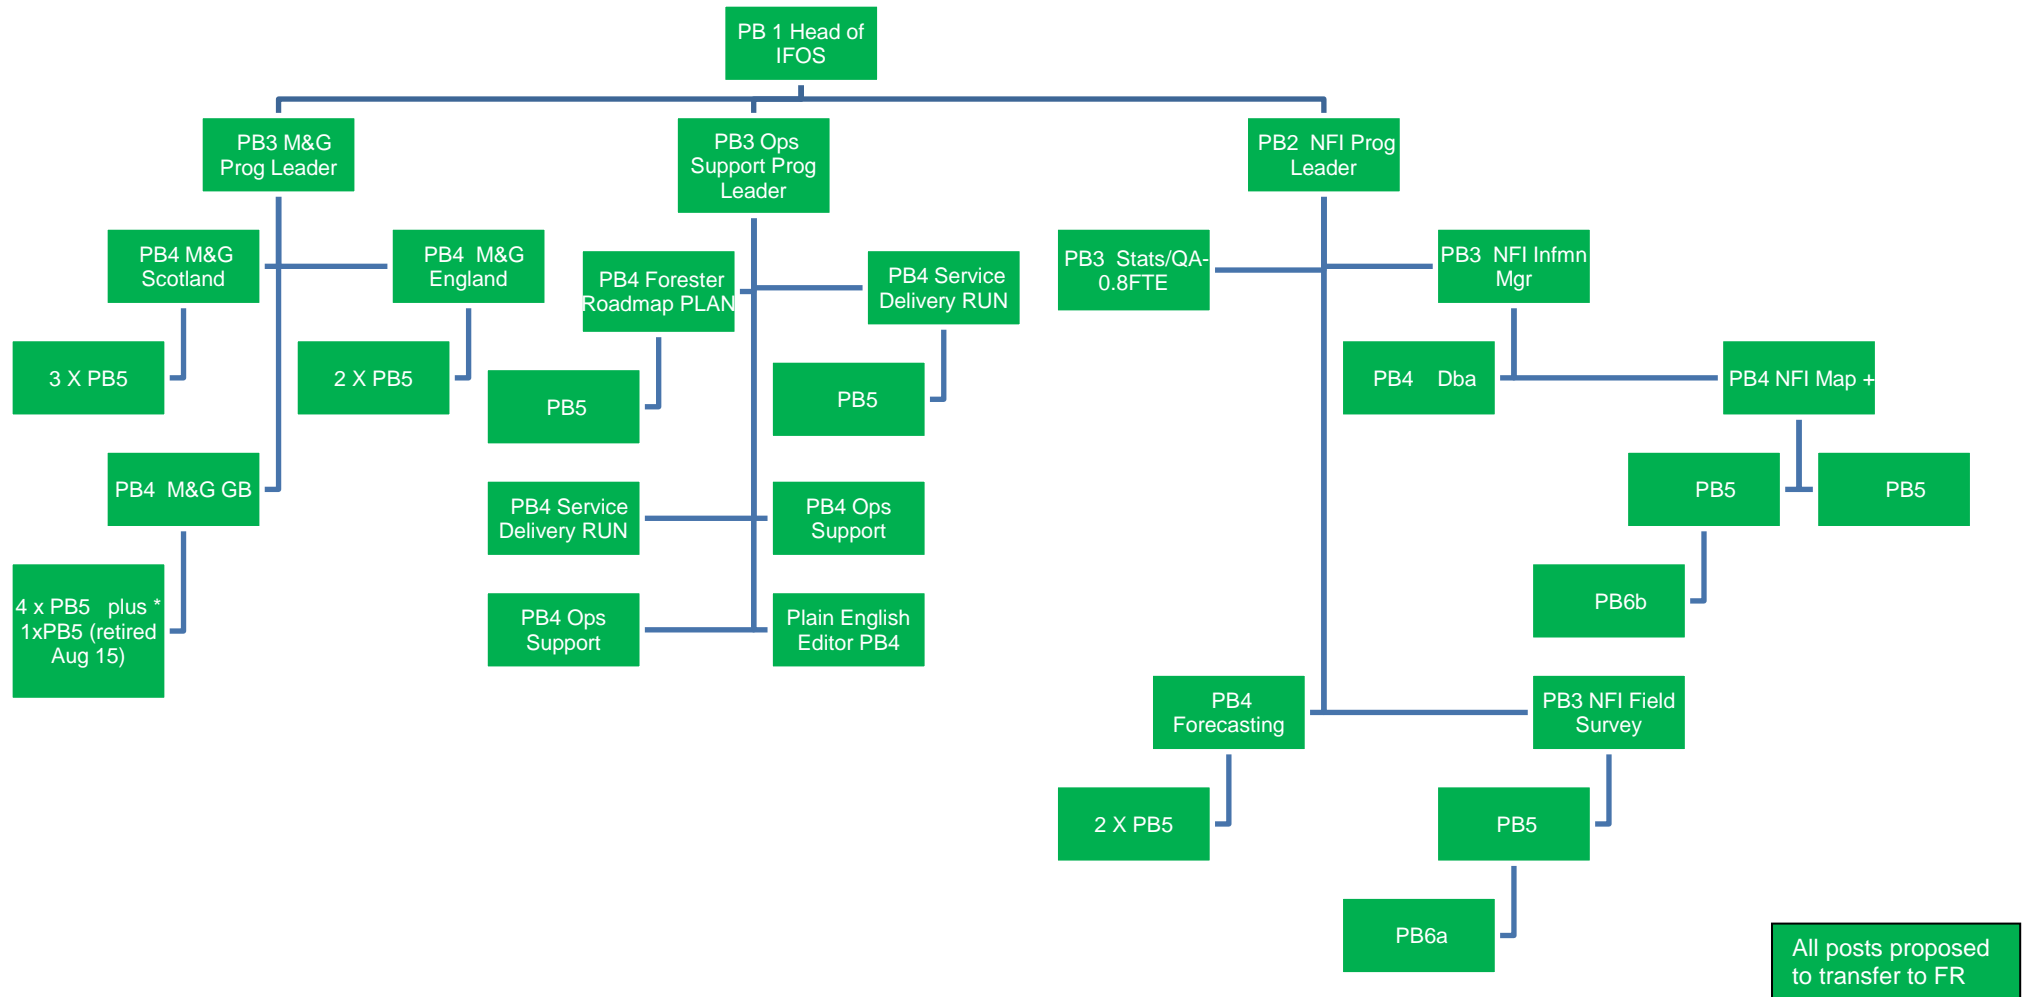 PB 1 Head of
IFOS
PB3 M&G
Prog Leader
PB3 Ops
Support Prog
Leader
PB2 NFI Prog
Leader
PB4 M&G
Scotland
PB4 M&G
England
PB4 Forester
Roadmap PLAN
PB4 Service
Delivery RUN
PB3 Stats/QA-
0.8FTE
PB3 NFI Infmn
Mgr
3 X PB5
2 X PB5
PB5
PB5
PB4 Dba
PB4 NFI Map +
PB4 M&G GB
PB4 Service
Delivery RUN
PB4 Ops
Support
PB5
PB5
4 x PB5 plus *
1xPB5 (retired
Aug 15)
PB4 Ops
Support
Plain English
Editor PB4
PB6b
PB4
Forecasting
PB3 NFI Field
Survey
2 X PB5
PB5
PB6a
All posts proposed
to transfer to FR